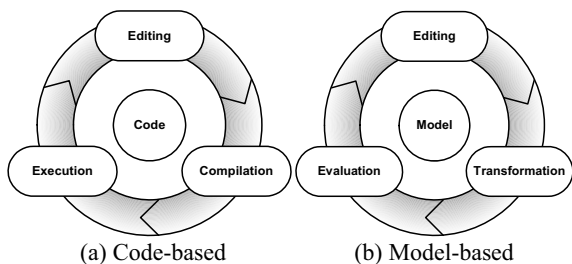 Editing
Code
Execution
Compilation
(a) Code-based
Editing
Model
Evaluation
Transformation
(b) Model-based